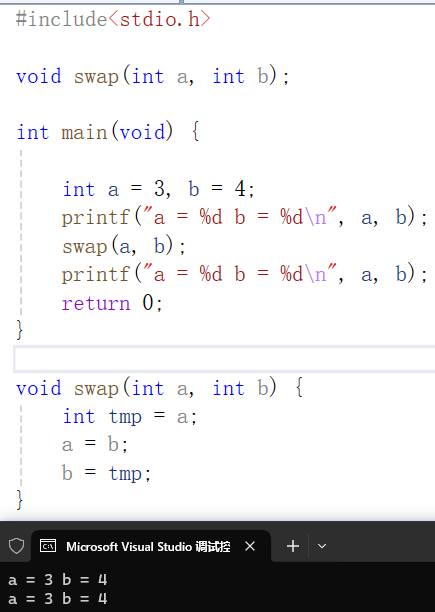 #include<stdio.h>
void swap(int a, int b);
int main(void) {
int a = 3, b = 4;
printf("a = %d b = %d\n", a, b);
swap(a, b);
printf("a = %d b = %d\n", a, b);
return 0;
}
void swap(int a, int b) {
int tmp = a;
a = b;
b = tmp;
}
Microsoft Visual Studio 调试控
a = 3 b = 4
a = 3 b = 4